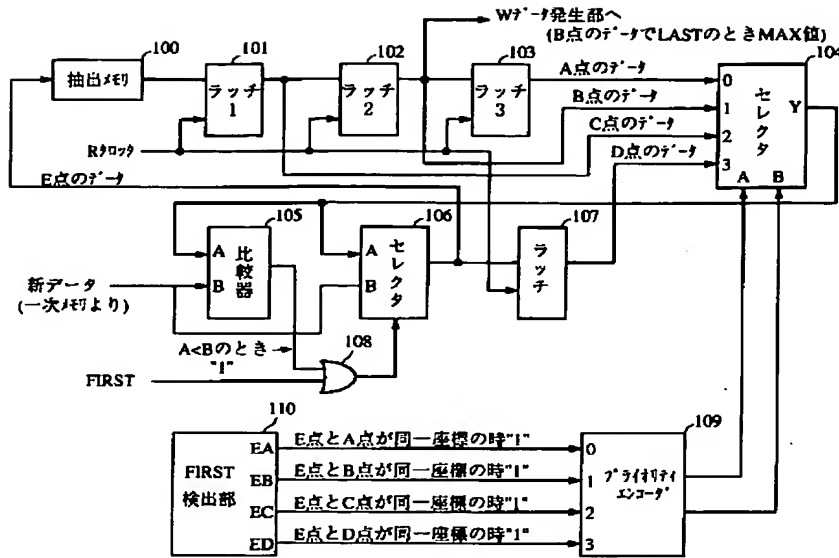 Wデータ発生部へ
(B点のデータでLASTのときMAX値)
100
101
102
103
104
抽出メモリ
ラッチ
1
ラッチ
2
ラッチ
3
A点のデータ
B点のデータ
C点のデータ
D点のデータ
0
1
2
3
セレクタ
Y
A
B
Rクロック
E点のデータ
105
106
107
A
B
比較器
A
B
セレクタ
ラッチ
新データ
(一次メモリより)
A<Bのとき
"1"
108
FIRST
110
109
FIRST
検出部
EA
EB
EC
ED
E点とA点が同一座標の時"1"
E点とB点が同一座標の時"1"
E点とC点が同一座標の時"1"
E点とD点が同一座標の時"1"
0
1
2
3
プライオリティ
エンコーダ